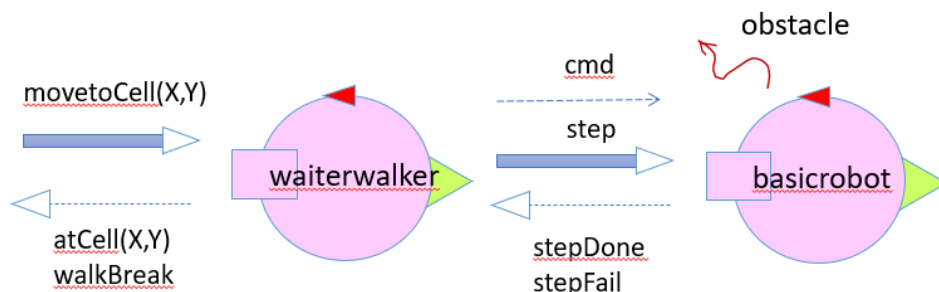 movetoCell(X,Y)
atCell(X,Y)
walkBreak
waiterwalker
cmd
step
stepDone
stepFail
obstacle
basicrobot